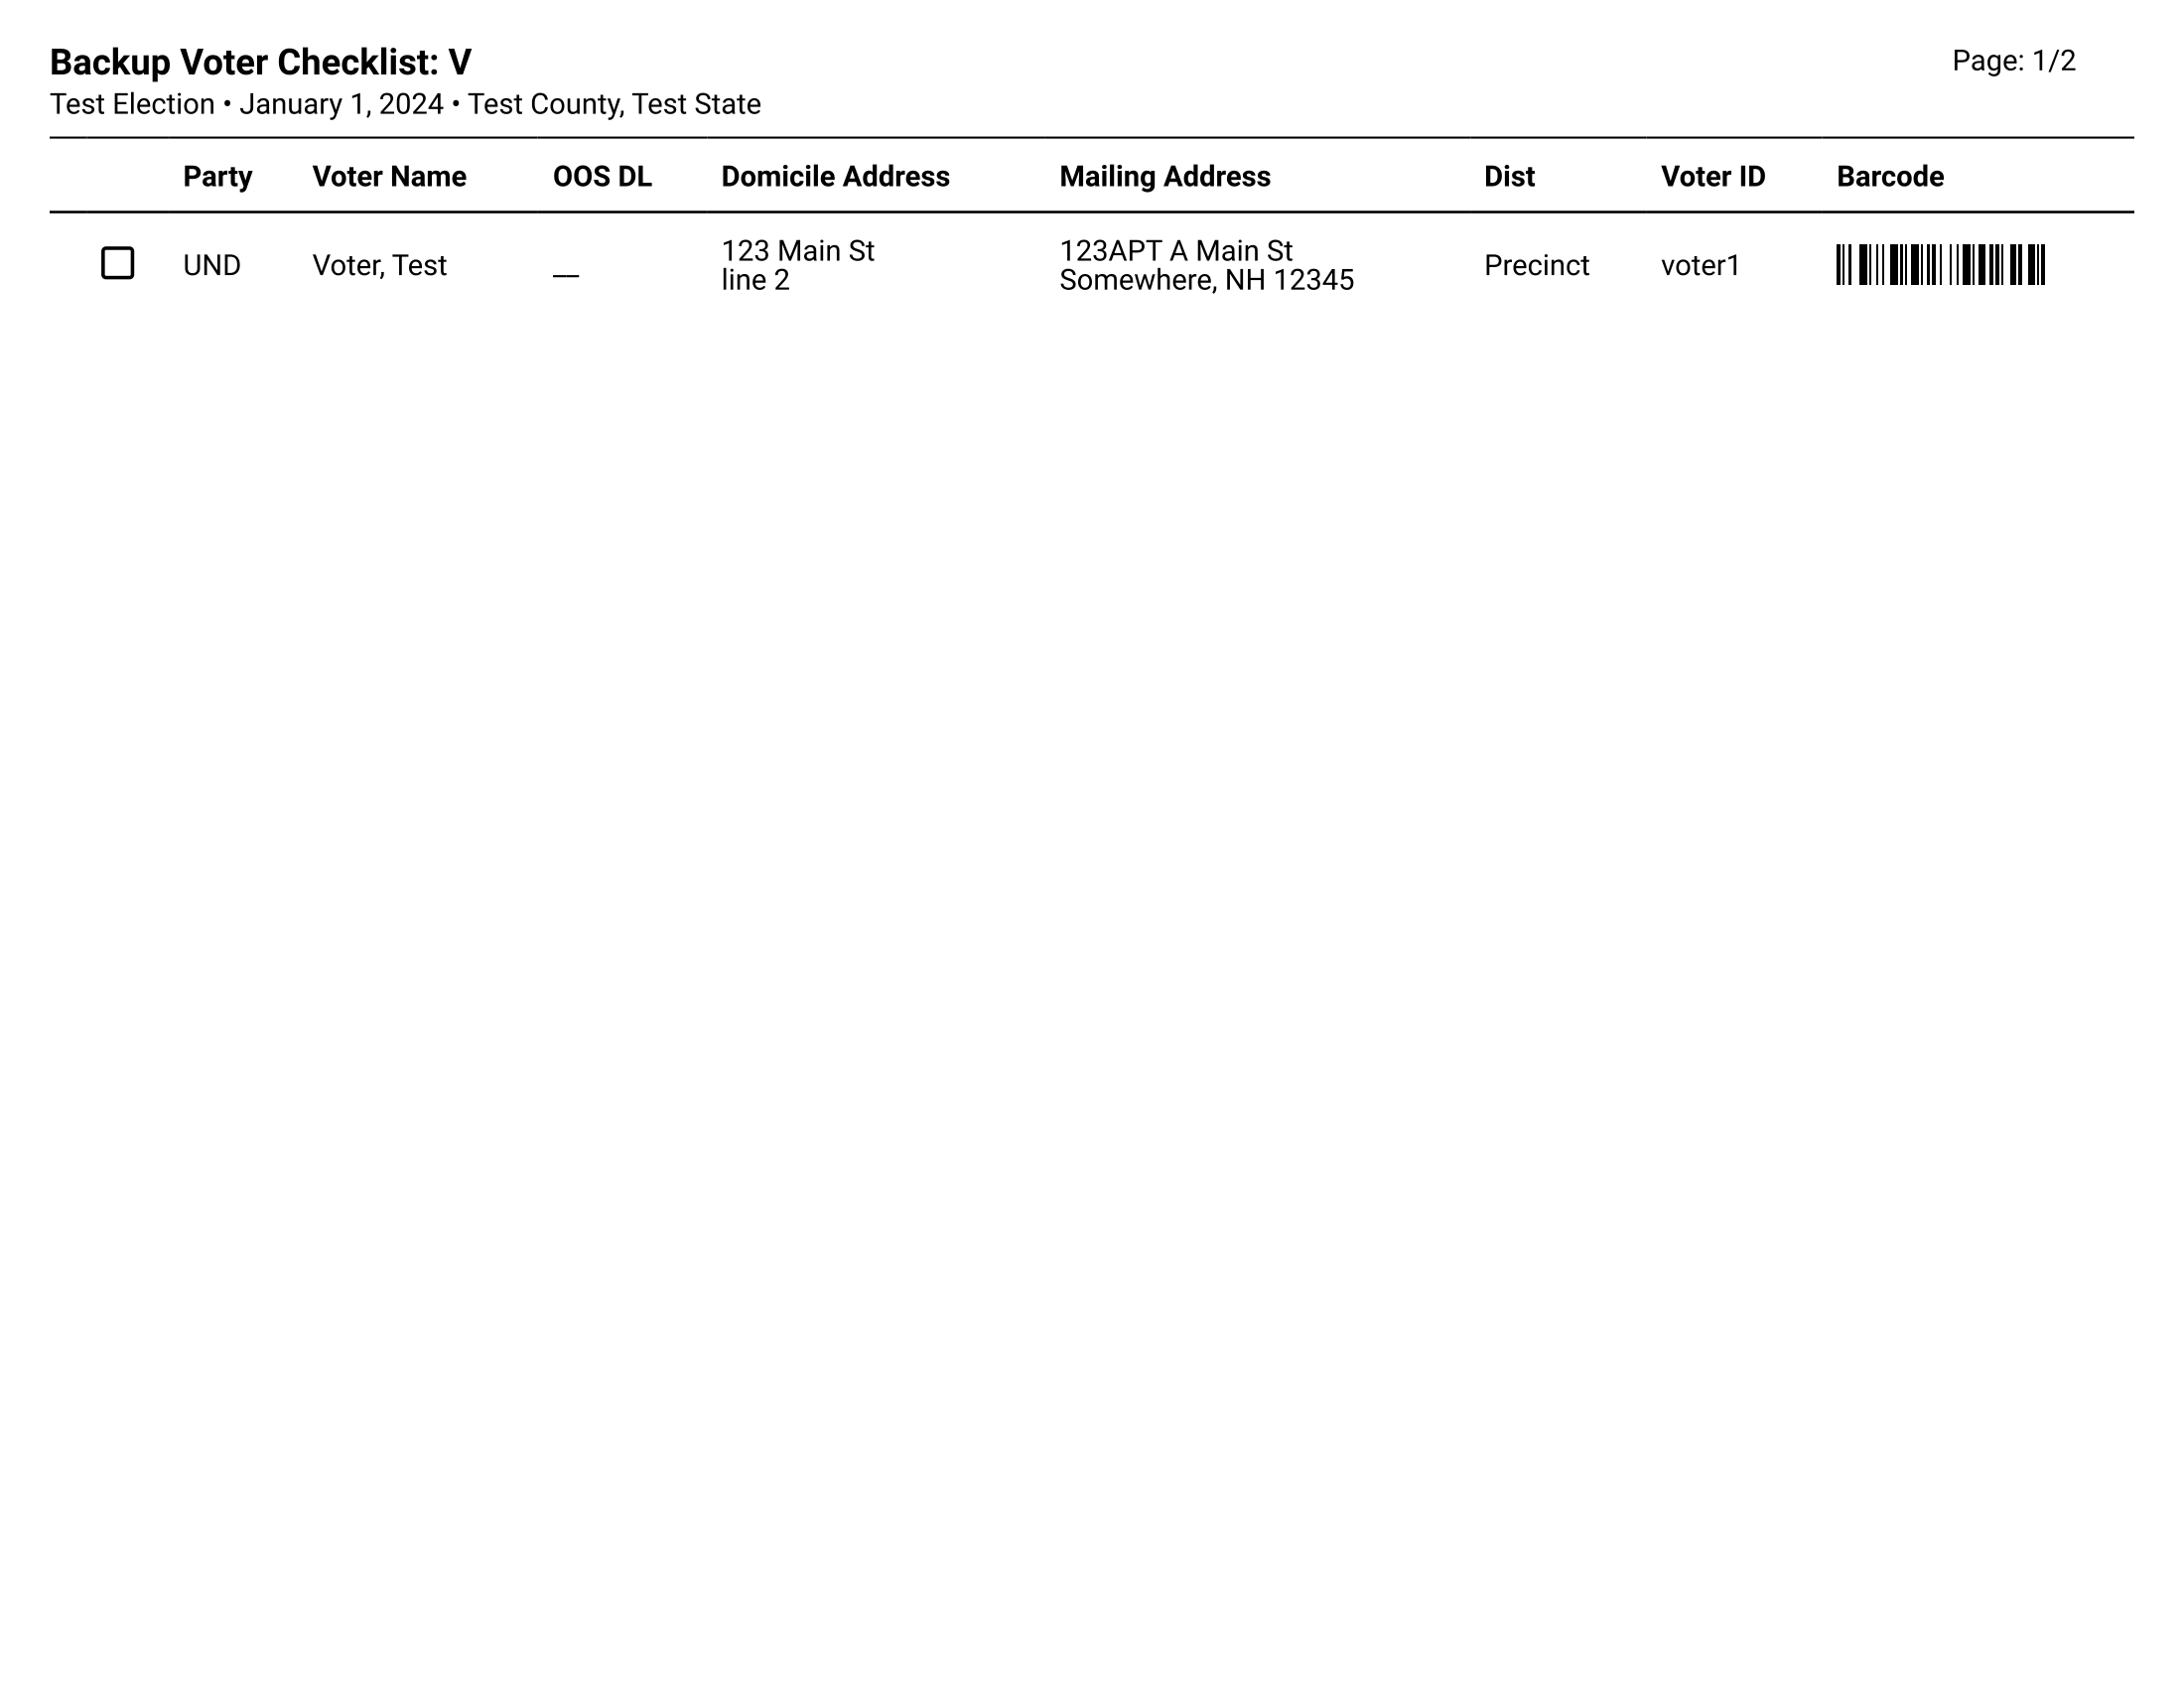 Backup Voter Checklist: V
Page: 1/2
Test Election • January 1, 2024 • Test County, Test State
Party Voter Name OOS DL Domicile Address Mailing Address Dist Voter ID Barcode
UND Voter, Test __ 123 Main St 123APT A Main St Precinct voter1
line 2 Somewhere, NH 12345